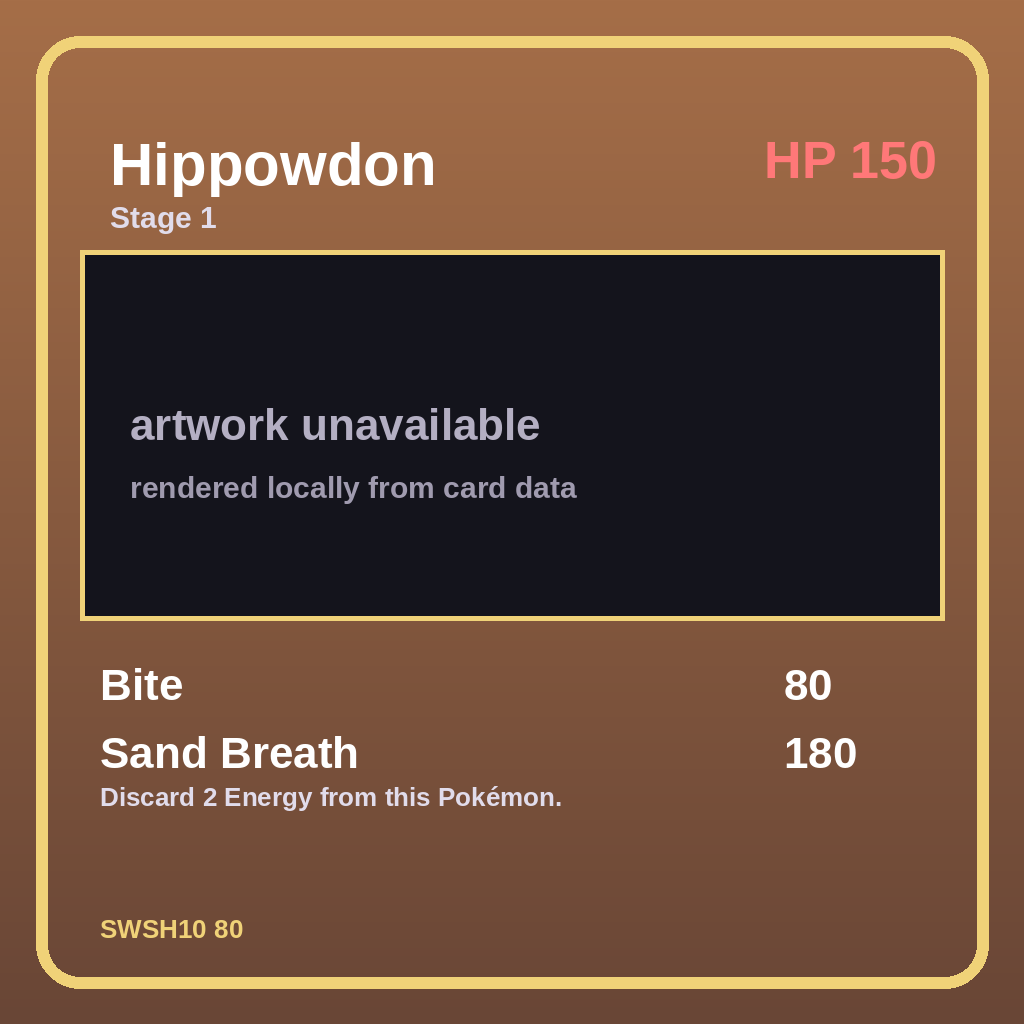 Hippowdon
HP 150
Stage 1
artwork unavailable
rendered locally from card data
Bite 80
Sand Breath 180
Discard 2 Energy from this Pokémon.
SWSH10 80